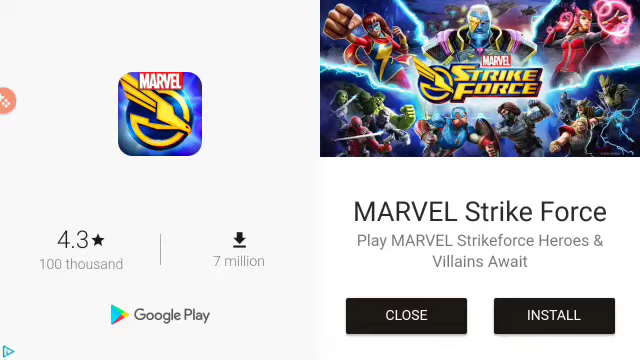 MARVEL
4.3★
100 thousand
7 million
Google Play
MARVEL
STRIKE
FORCE
MARVEL Strike Force
Play MARVEL Strikeforce Heroes &
Villains Await
CLOSE
INSTALL